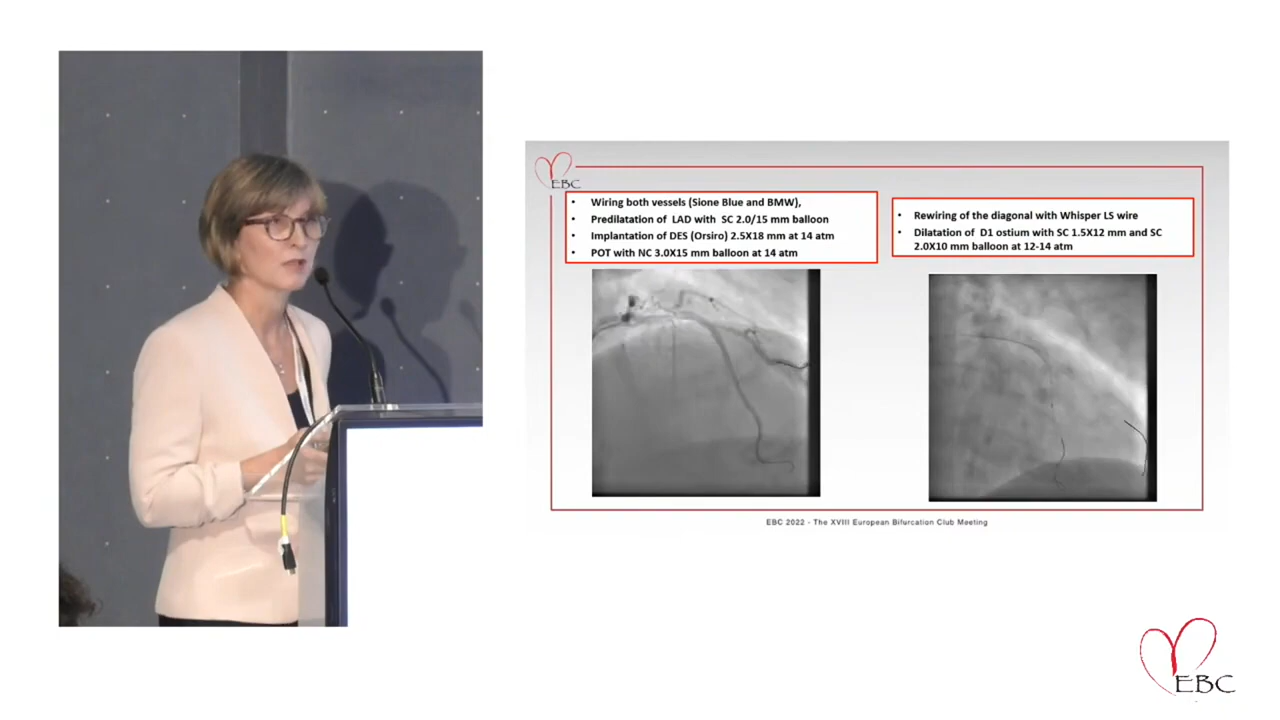 EBC
• Wiring both vessels (Sione Blue and BMW),
• Predilatation of LAD with SC 2.0/15 mm balloon
• Implantation of DES (Orsiro) 2.5X18 mm at 14 atm
• POT with NC 3.0X15 mm balloon at 14 atm
• Rewiring of the diagonal with Whisper LS wire
• Dilatation of D1 ostium with SC 1.5X12 mm and SC
2.0X10 mm balloon at 12-14 atm
EBC 2022 - The XVIII European Bifurcation Club Meeting
EBC